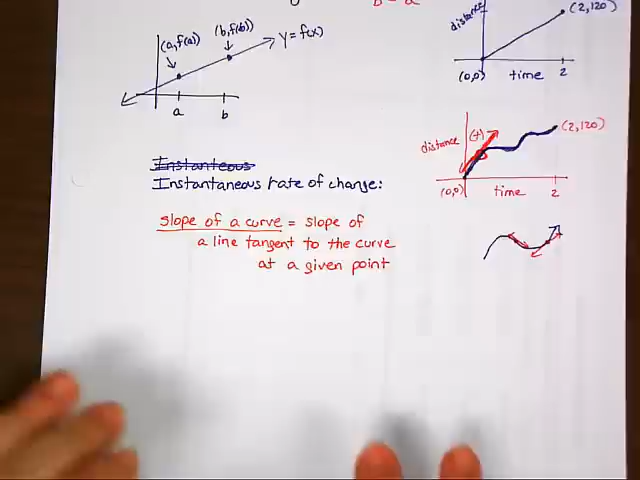 b - a
(a,f(a))
(b,f(b))
y=f(x)
a
b
distance
(2,120)
(0,0)
time
2
Instanteous
Instantaneous rate of change:
distance
(+)
(2,120)
(0,0)
time
2
slope of a curve = slope of
a line tangent to the curve
at a given point